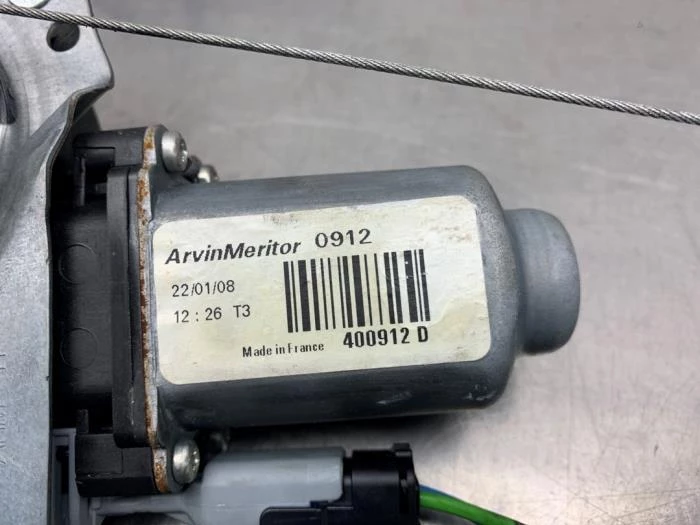 ArvinMeritor 0912
22/01/08
12 : 26 T3
Made in France 400912 D